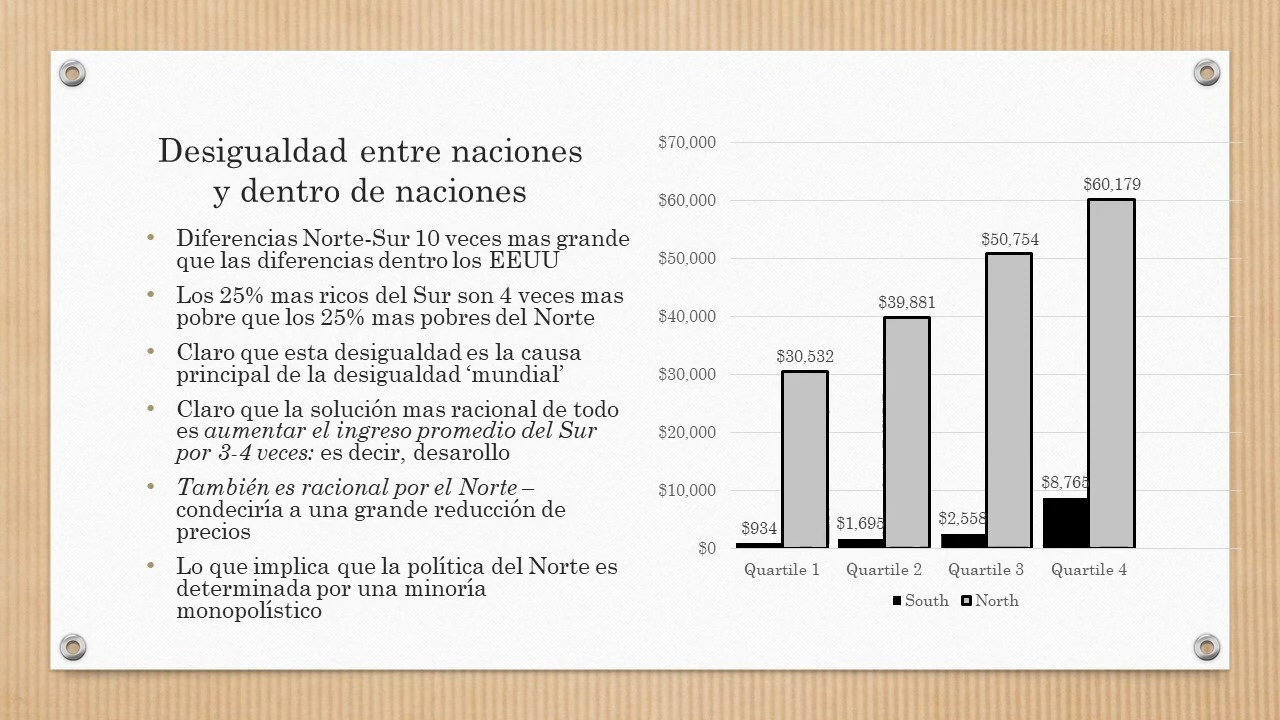 Desigualdad entre naciones
y dentro de naciones
• Diferencias Norte-Sur 10 veces mas grande
que las diferencias dentro los EEUU
• Los 25% mas ricos del Sur son 4 veces mas
pobre que los 25% mas pobres del Norte
• Claro que esta desigualdad es la causa
principal de la desigualdad ‘mundial’
• Claro que la solución mas racional de todo
es aumentar el ingreso promedio del Sur
por 3-4 veces: es decir, desarollo
• También es racional por el Norte –
condeciría a una grande reducción de
precios
• Lo que implica que la política del Norte es
determinada por una minoría
monopolístico
$70,000
$60,000
$50,000
$40,000
$30,000
$20,000
$10,000
$0
$934
$30,532
$1,695
$39,881
$2,558
$50,754
$8,765
$60,179
Quartile 1 Quartile 2 Quartile 3 Quartile 4
South North